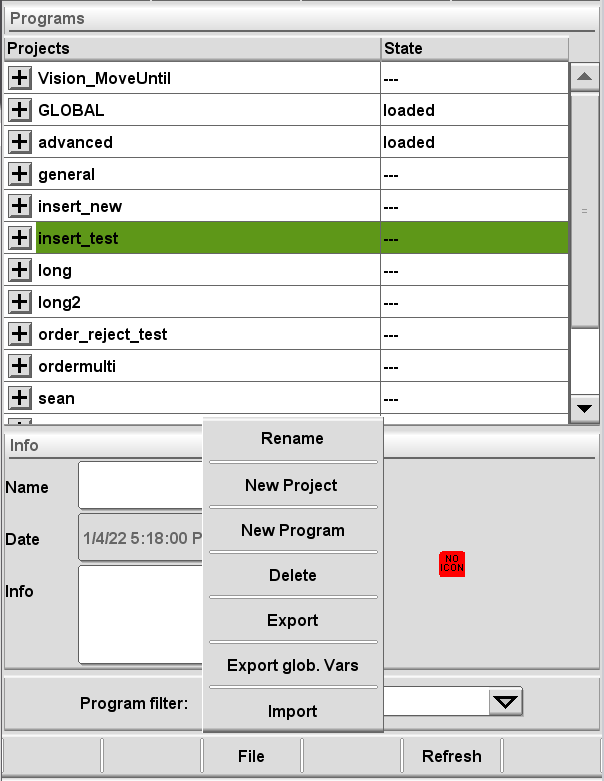 Programs
Projects State
Vision_MoveUntil ---
GLOBAL loaded
advanced loaded
general ---
insert_new ---
insert_test ---
long ---
long2 ---
order_reject_test ---
ordermulti ---
sean ---
Info
Name
Date 1/4/22 5:18:00 P
Info
Rename
New Project
New Program
Delete
Export
Export glob. Vars
Import
NO
ICON
Program filter:
File Refresh